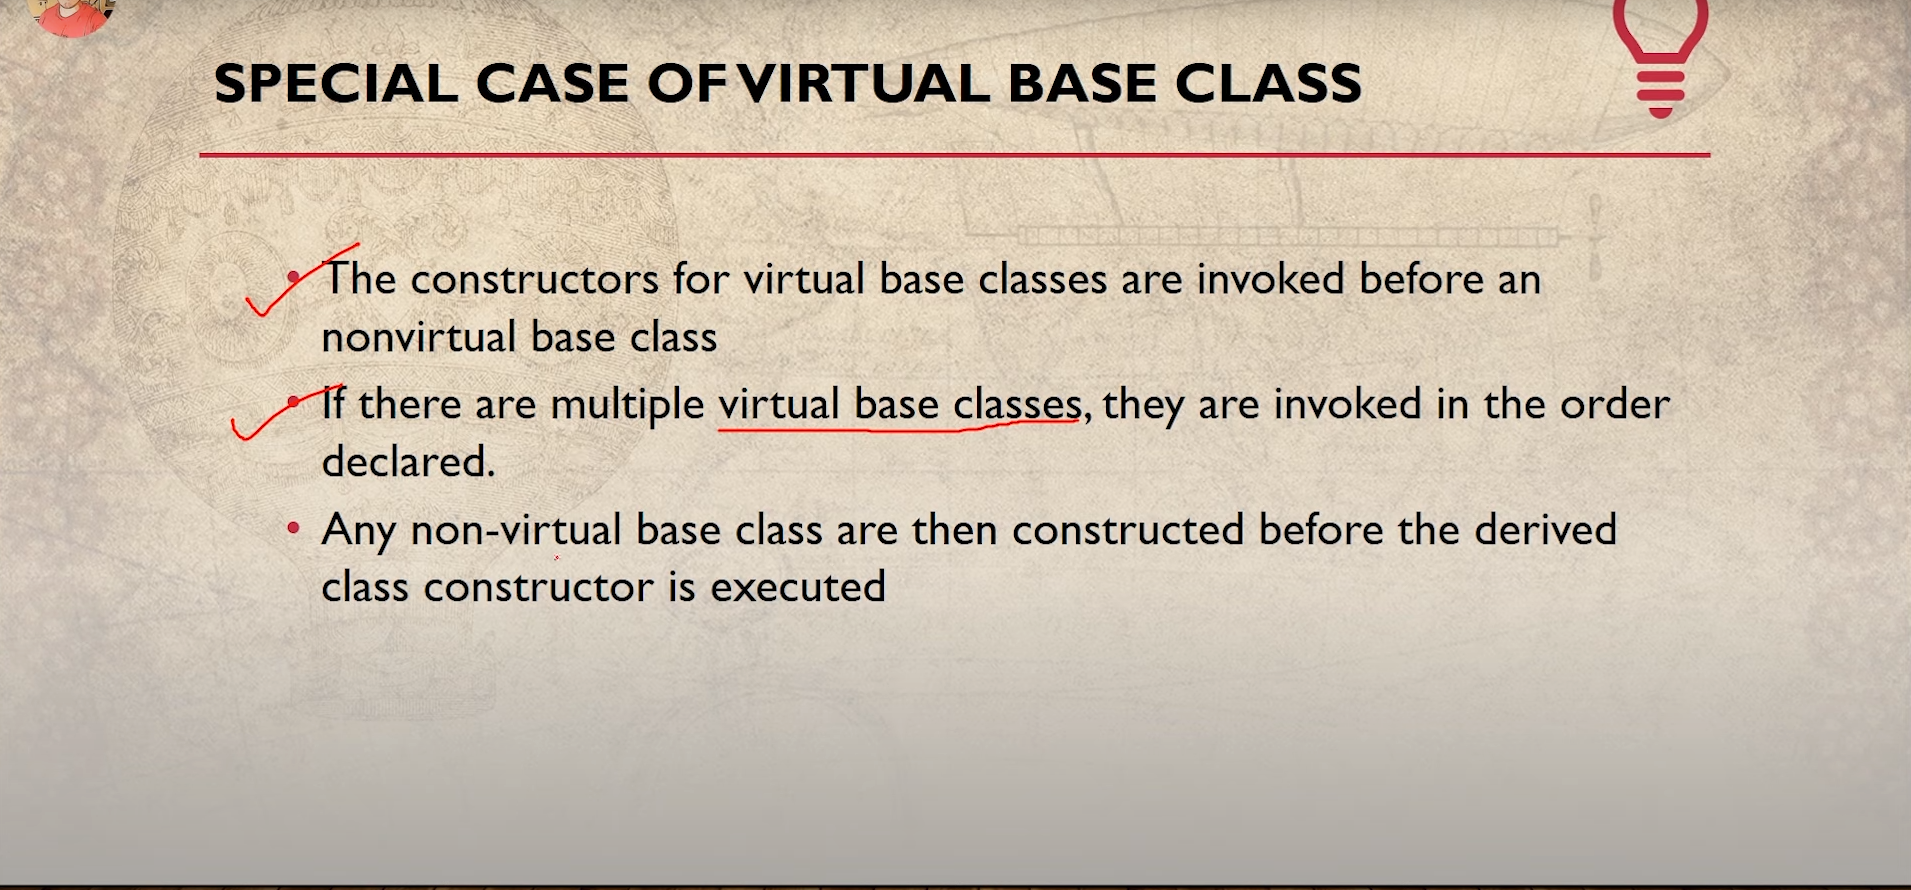 SPECIAL CASE OF VIRTUAL BASE CLASS
• The constructors for virtual base classes are invoked before an
nonvirtual base class
• If there are multiple virtual base classes, they are invoked in the order
declared.
• Any non-virtual base class are then constructed before the derived
class constructor is executed